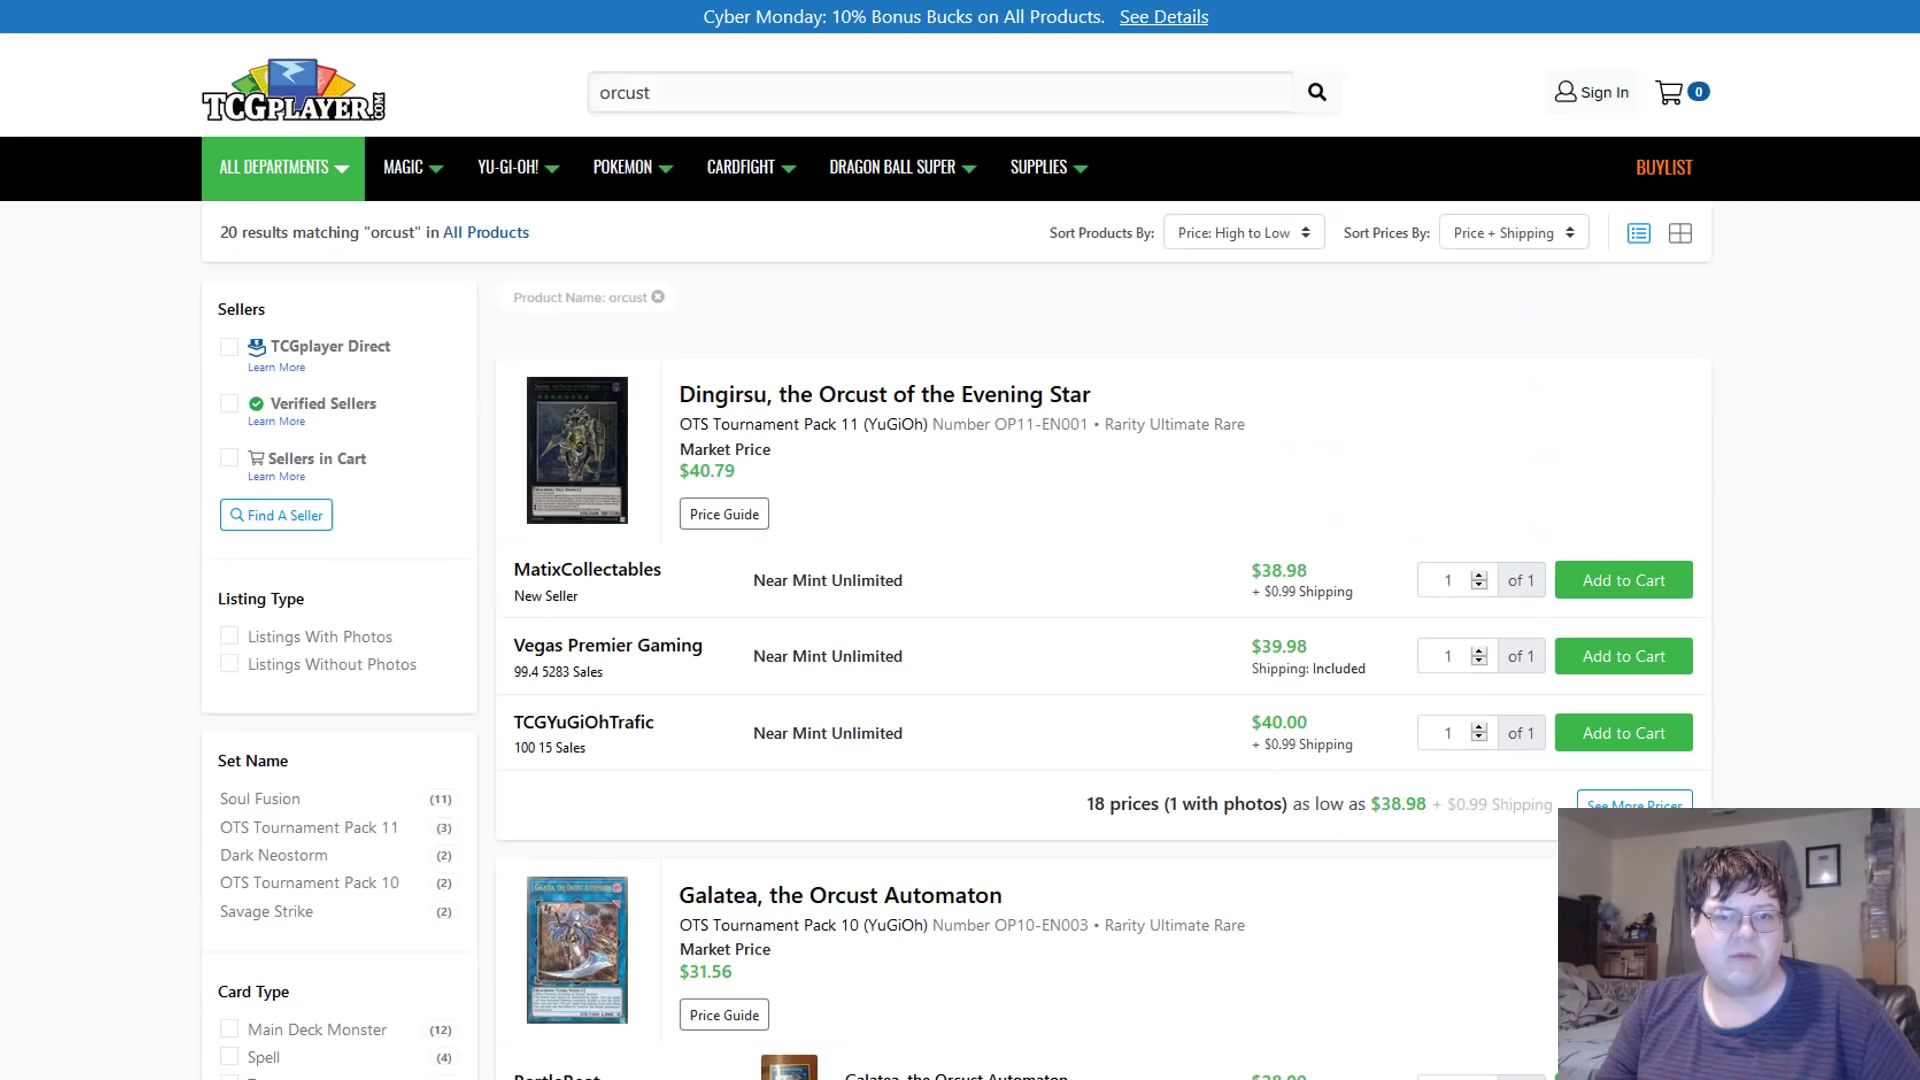 Cyber Monday: 10% Bonus Bucks on All Products. See Details
TCGPLAYER.COM
orcust
Sign In
0
ALL DEPARTMENTS
MAGIC
YU-GI-OH!
POKEMON
CARDFIGHT
DRAGON BALL SUPER
SUPPLIES
BUYLIST
20 results matching "orcust" in All Products
Sort Products By:
Price: High to Low
Sort Prices By:
Price + Shipping
Sellers
TCGplayer Direct
Learn More
Verified Sellers
Learn More
Sellers in Cart
Learn More
Find A Seller
Listing Type
Listings With Photos
Listings Without Photos
Set Name
Soul Fusion (11)
OTS Tournament Pack 11 (3)
Dark Neostorm (2)
OTS Tournament Pack 10 (2)
Savage Strike (2)
Card Type
Main Deck Monster (12)
Spell (4)
Product Name: orcust
Dingirsu, the Orcust of the Evening Star
OTS Tournament Pack 11 (YuGiOh) Number OP11-EN001 • Rarity Ultimate Rare
Market Price
$40.79
Price Guide
MatixCollectables
New Seller
Near Mint Unlimited
$38.98
+ $0.99 Shipping
1 of 1
Add to Cart
Vegas Premier Gaming
99.4 5283 Sales
Near Mint Unlimited
$39.98
Shipping: Included
1 of 1
Add to Cart
TCGYuGiOhTrafic
100 15 Sales
Near Mint Unlimited
$40.00
+ $0.99 Shipping
1 of 1
Add to Cart
18 prices (1 with photos) as low as $38.98 + $0.99 Shipping
See More Prices
Galatea, the Orcust Automaton
OTS Tournament Pack 10 (YuGiOh) Number OP10-EN003 • Rarity Ultimate Rare
Market Price
$31.56
Price Guide
Galatea, the Orcust Automaton